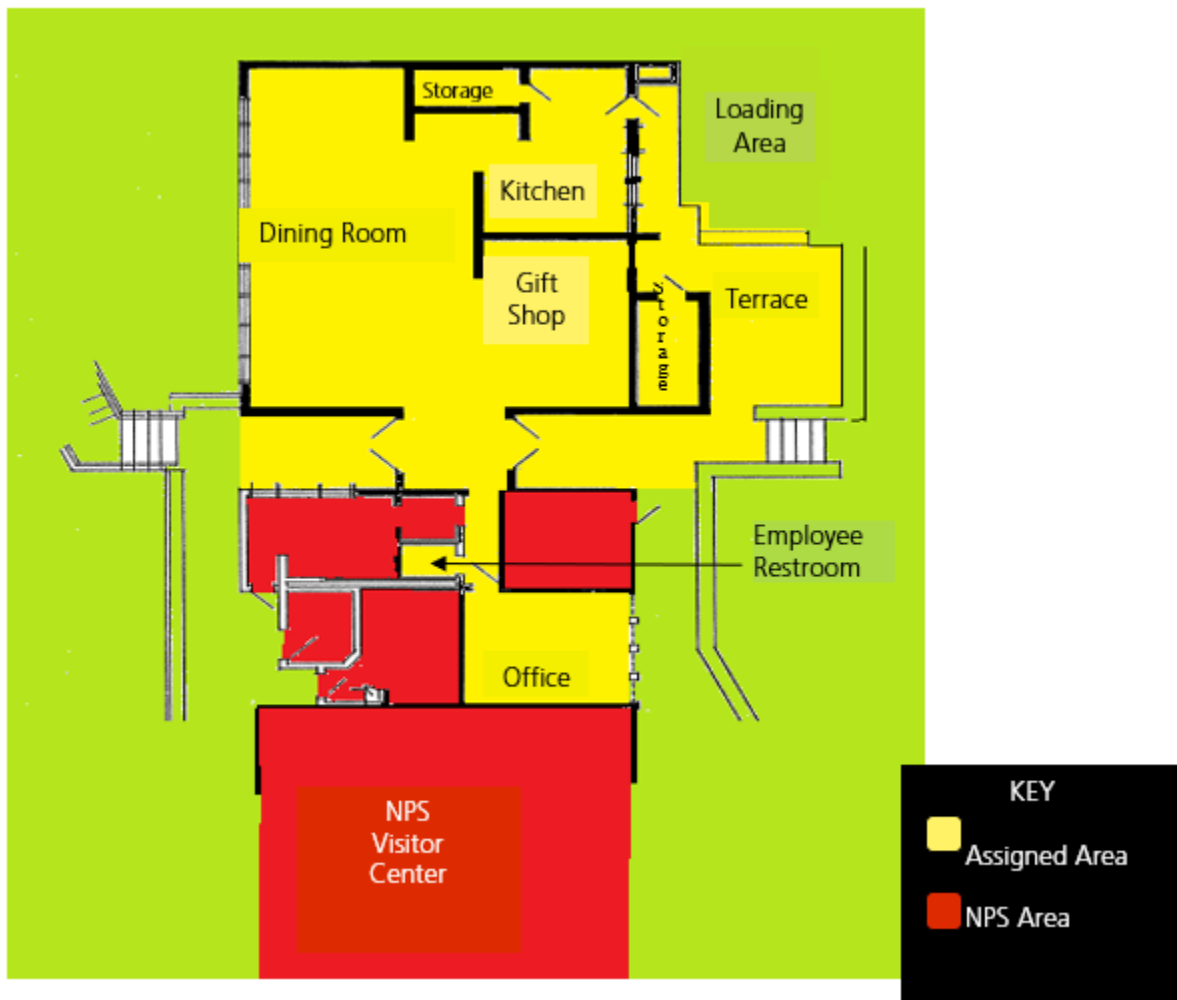 Storage
Loading
Area
Kitchen
Dining Room
Gift
Shop
Storage
Terrace
Employee
Restroom
Office
NPS
Visitor
Center
KEY
Assigned Area
NPS Area